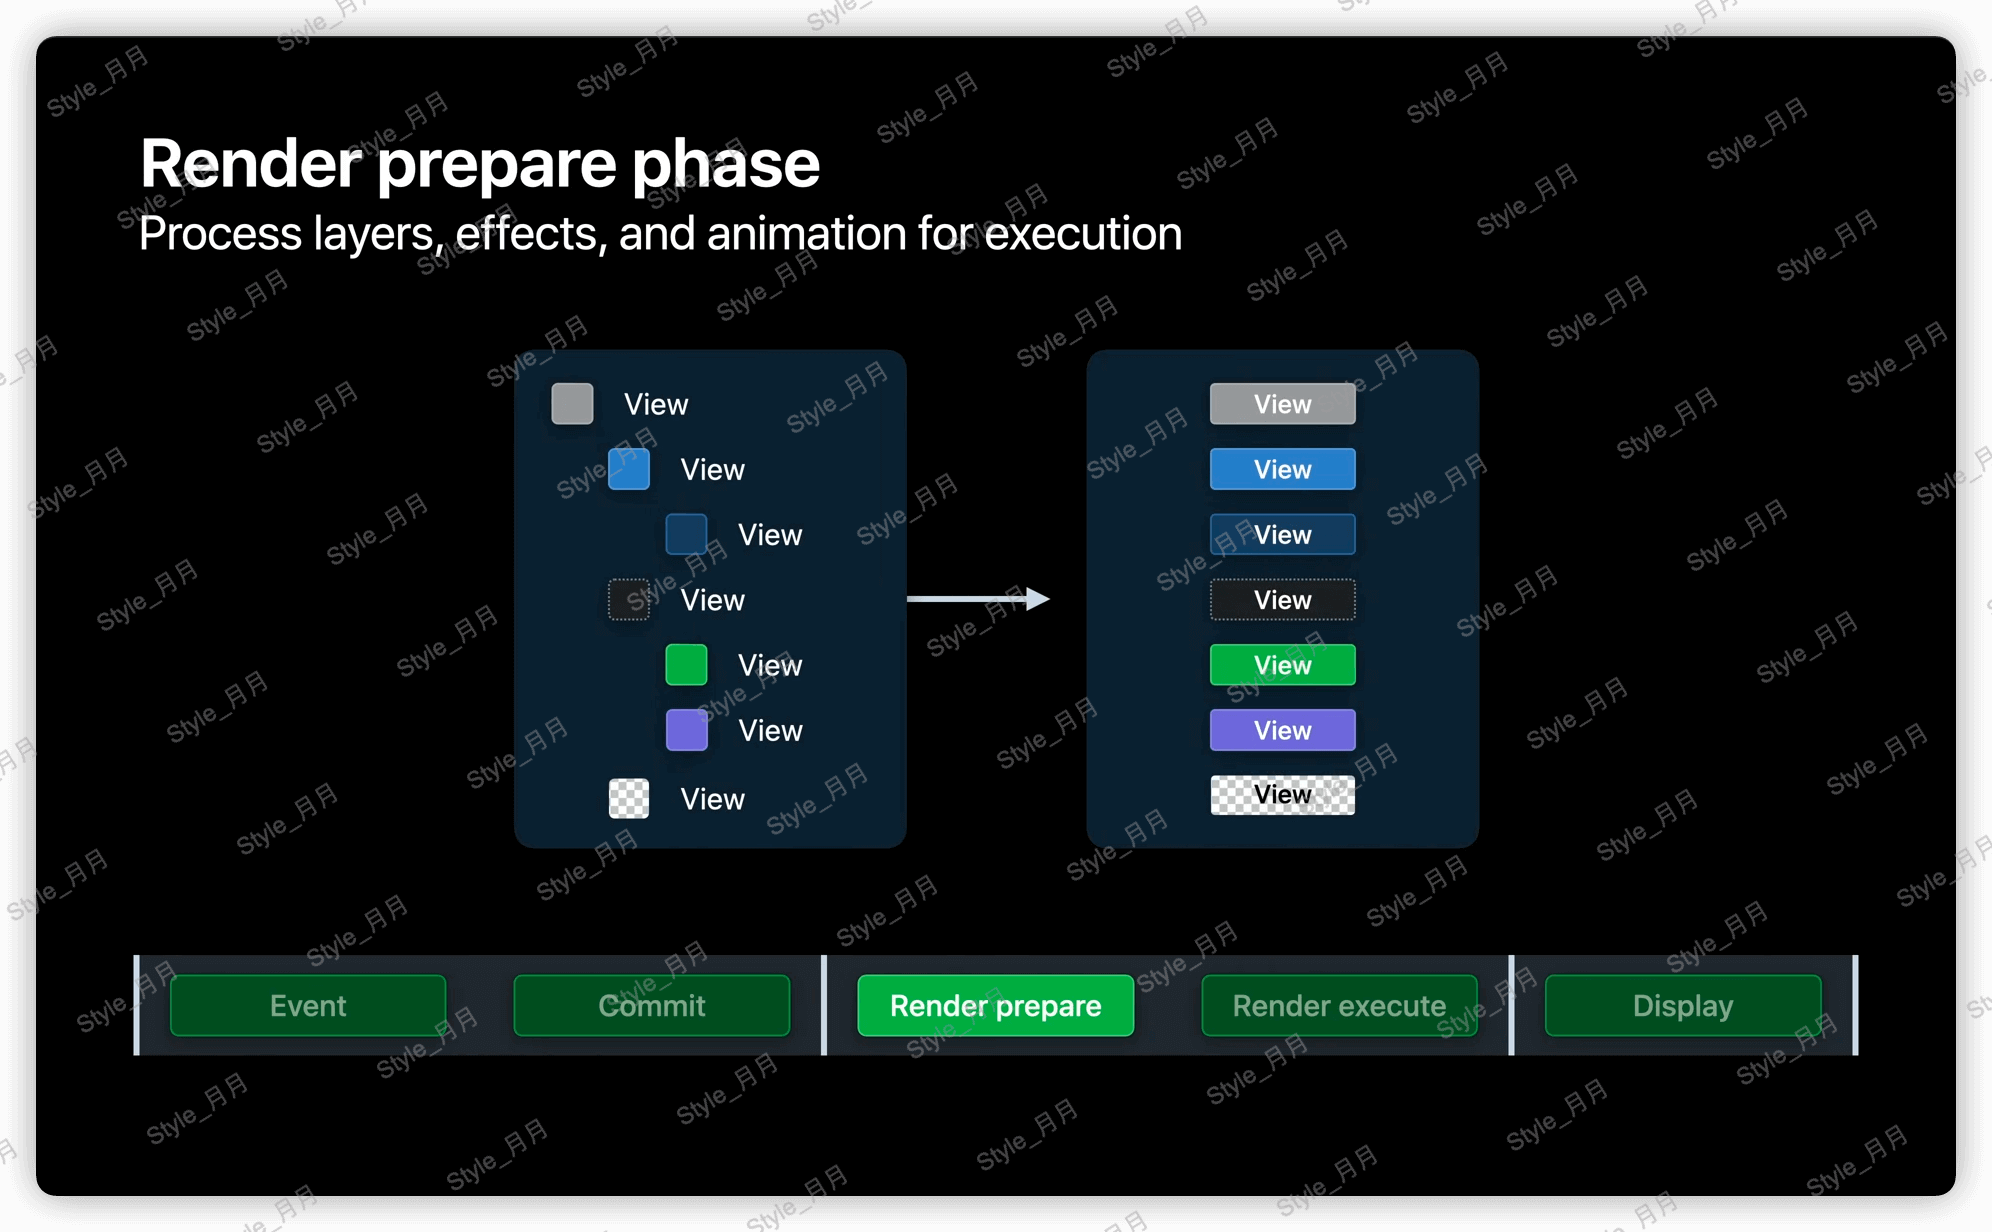 Render prepare phase
Process layers, effects, and animation for execution
View
View
View
View
View
View
View
View
View
View
View
View
View
View
Event
Commit
Render prepare
Render execute
Display
Style_月月